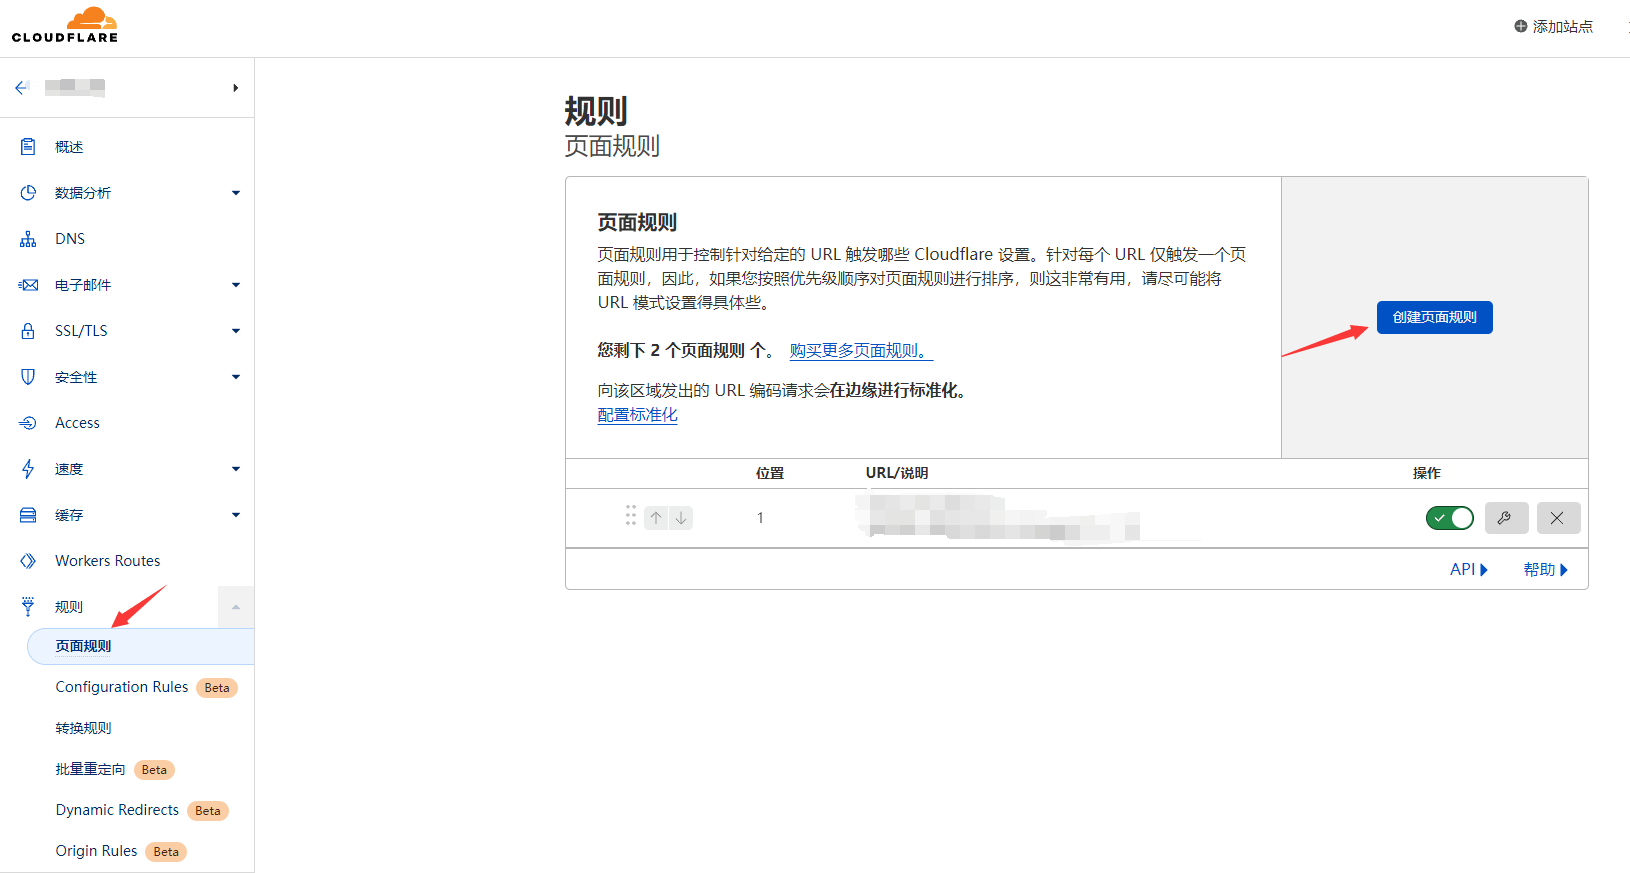 CLOUDFLARE
添加站点
概述
数据分析
DNS
电子邮件
SSL/TLS
安全性
Access
速度
缓存
Workers Routes
规则
页面规则
Configuration Rules Beta
转换规则
批量重定向 Beta
Dynamic Redirects Beta
Origin Rules Beta
规则
页面规则
页面规则
页面规则用于控制针对给定的 URL 触发哪些 Cloudflare 设置。针对每个 URL 仅触发一个页
面规则，因此，如果您按照优先级顺序对页面规则进行排序，则这非常有用，请尽可能将
URL 模式设置得具体些。
您剩下 2 个页面规则 个。 购买更多页面规则。
向该区域发出的 URL 编码请求会在边缘进行标准化。
配置标准化
创建页面规则
位置 URL/说明 操作
1
API 帮助